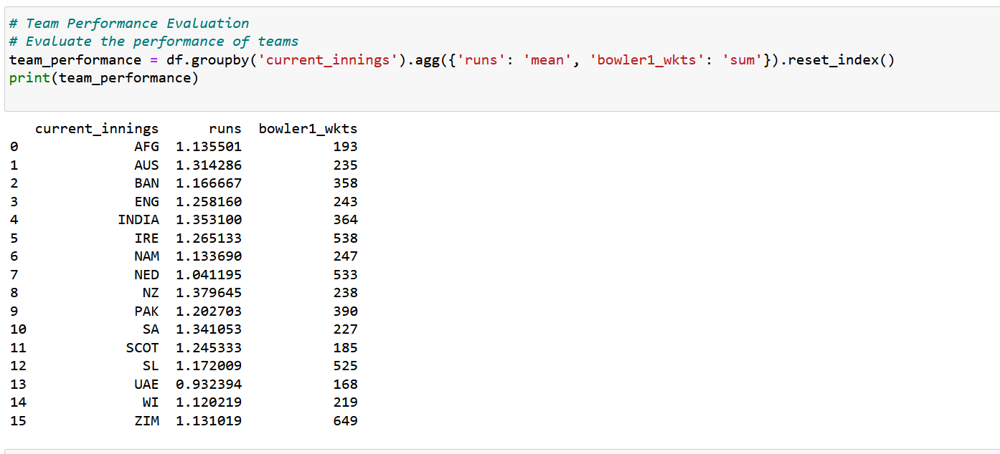 # Team Performance Evaluation
# Evaluate the performance of teams
team_performance = df.groupby('current_innings').agg({'runs': 'mean', 'bowler1_wkts': 'sum'}).reset_index()
print(team_performance)
current_innings runs bowler1_wkts
0 AFG 1.135501 193
1 AUS 1.314286 235
2 BAN 1.166667 358
3 ENG 1.258160 243
4 INDIA 1.353100 364
5 IRE 1.265133 538
6 NAM 1.133690 247
7 NED 1.041195 533
8 NZ 1.379645 238
9 PAK 1.202703 390
10 SA 1.341053 227
11 SCOT 1.245333 185
12 SL 1.172009 525
13 UAE 0.932394 168
14 WI 1.120219 219
15 ZIM 1.131019 649